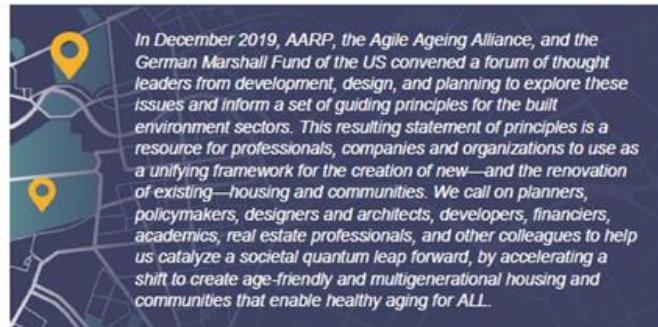 In December 2019, AARP, the Agile Ageing Alliance, and the
German Marshall Fund of the US convened a forum of thought
leaders from development, design, and planning to explore these
issues and inform a set of guiding principles for the built
environment sectors. This resulting statement of principles is a
resource for professionals, companies and organizations to use as
a unifying framework for the creation of new—and the renovation
of existing—housing and communities. We call on planners,
policymakers, designers and architects, developers, financiers,
academics, real estate professionals, and other colleagues to help
us catalyze a societal quantum leap forward, by accelerating a
shift to create age-friendly and multigenerational housing and
communities that enable healthy aging for ALL.